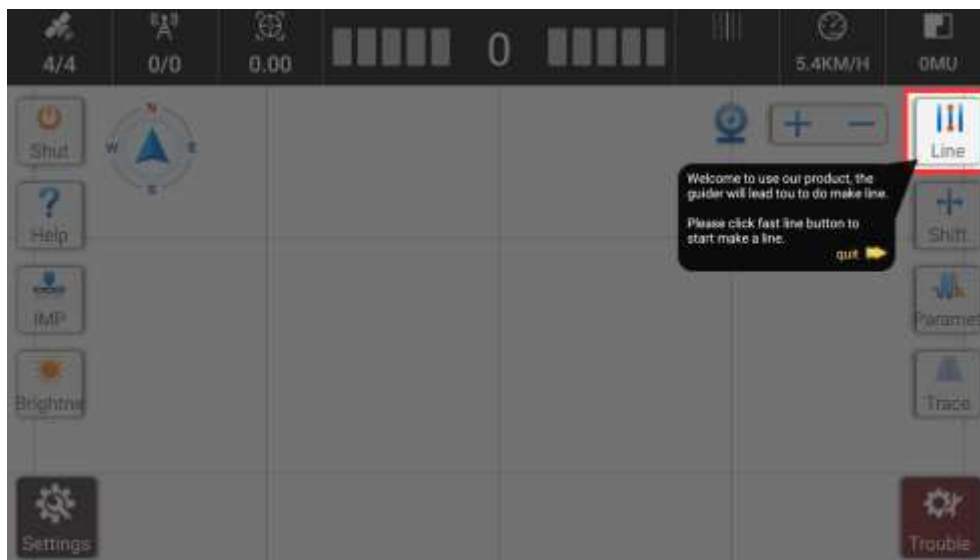 4/4
0/0
0.00
0
5.4KM/H
0MU
Shut
N
W
E
S
Line
Welcome to use our product, the
guider will lead tou to do make line.
Please click fast line button to
start make a line.
quit
Help
Shift
IMP
Paramet
Brightne
Trace
Settings
Trouble